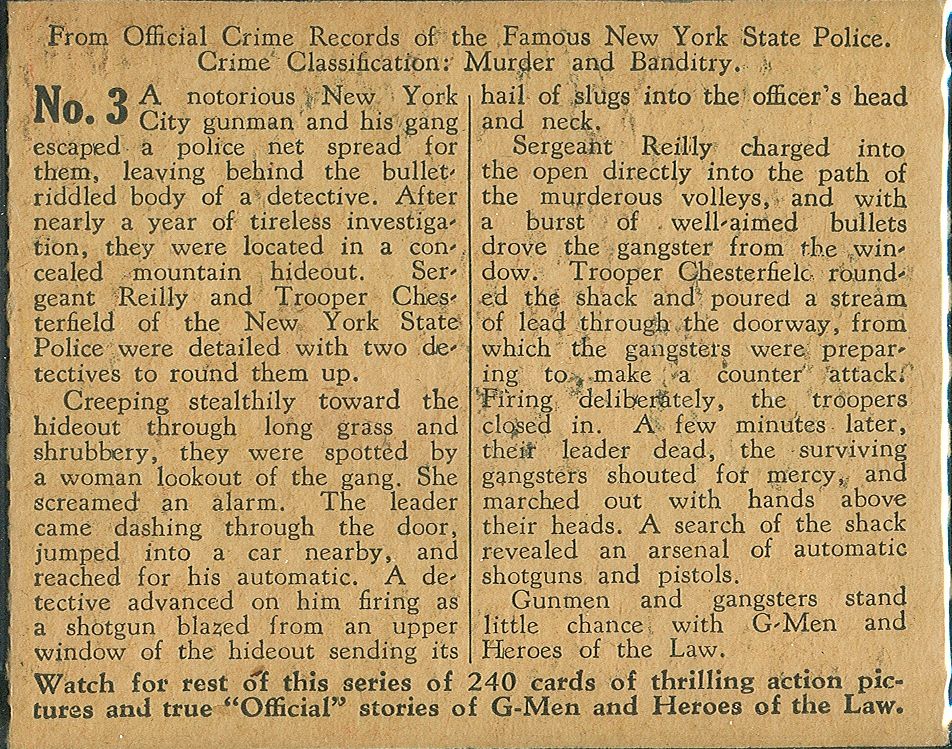 From Official Crime Records of the Famous New York State Police.
Crime Classification: Murder and Banditry.
No. 3 A notorious New York
City gunman and his gang
escaped a police net spread for
them, leaving behind the bullet-
riddled body of a detective. After
nearly a year of tireless investiga-
tion, they were located in a con-
cealed mountain hideout. Ser-
geant Reilly and Trooper Ches-
terfield of the New York State
Police were detailed with two de-
tectives to round them up.
Creeping stealthily toward the
hideout through long grass and
shrubbery, they were spotted by
a woman lookout of the gang. She
screamed an alarm. The leader
came dashing through the door,
jumped into a car nearby, and
reached for his automatic. A de-
tective advanced on him firing as
a shotgun blazed from an upper
window of the hideout sending its
hail of slugs into the officer's head
and neck.
Sergeant Reilly charged into
the open directly into the path of
the murderous volleys, and with
a burst of well-aimed bullets
drove the gangster from the win-
dow. Trooper Chesterfield round-
ed the shack and poured a stream
of lead through the doorway, from
which the gangsters were prepar-
ing to make a counter attack.
Firing deliberately, the troopers
closed in. A few minutes later,
their leader dead, the surviving
gangsters shouted for mercy, and
marched out with hands above
their heads. A search of the shack
revealed an arsenal of automatic
shotguns and pistols.
Gunmen and gangsters stand
little chance with G-Men and
Heroes of the Law.
Watch for rest of this series of 240 cards of thrilling action pic-
tures and true "Official" stories of G-Men and Heroes of the Law.